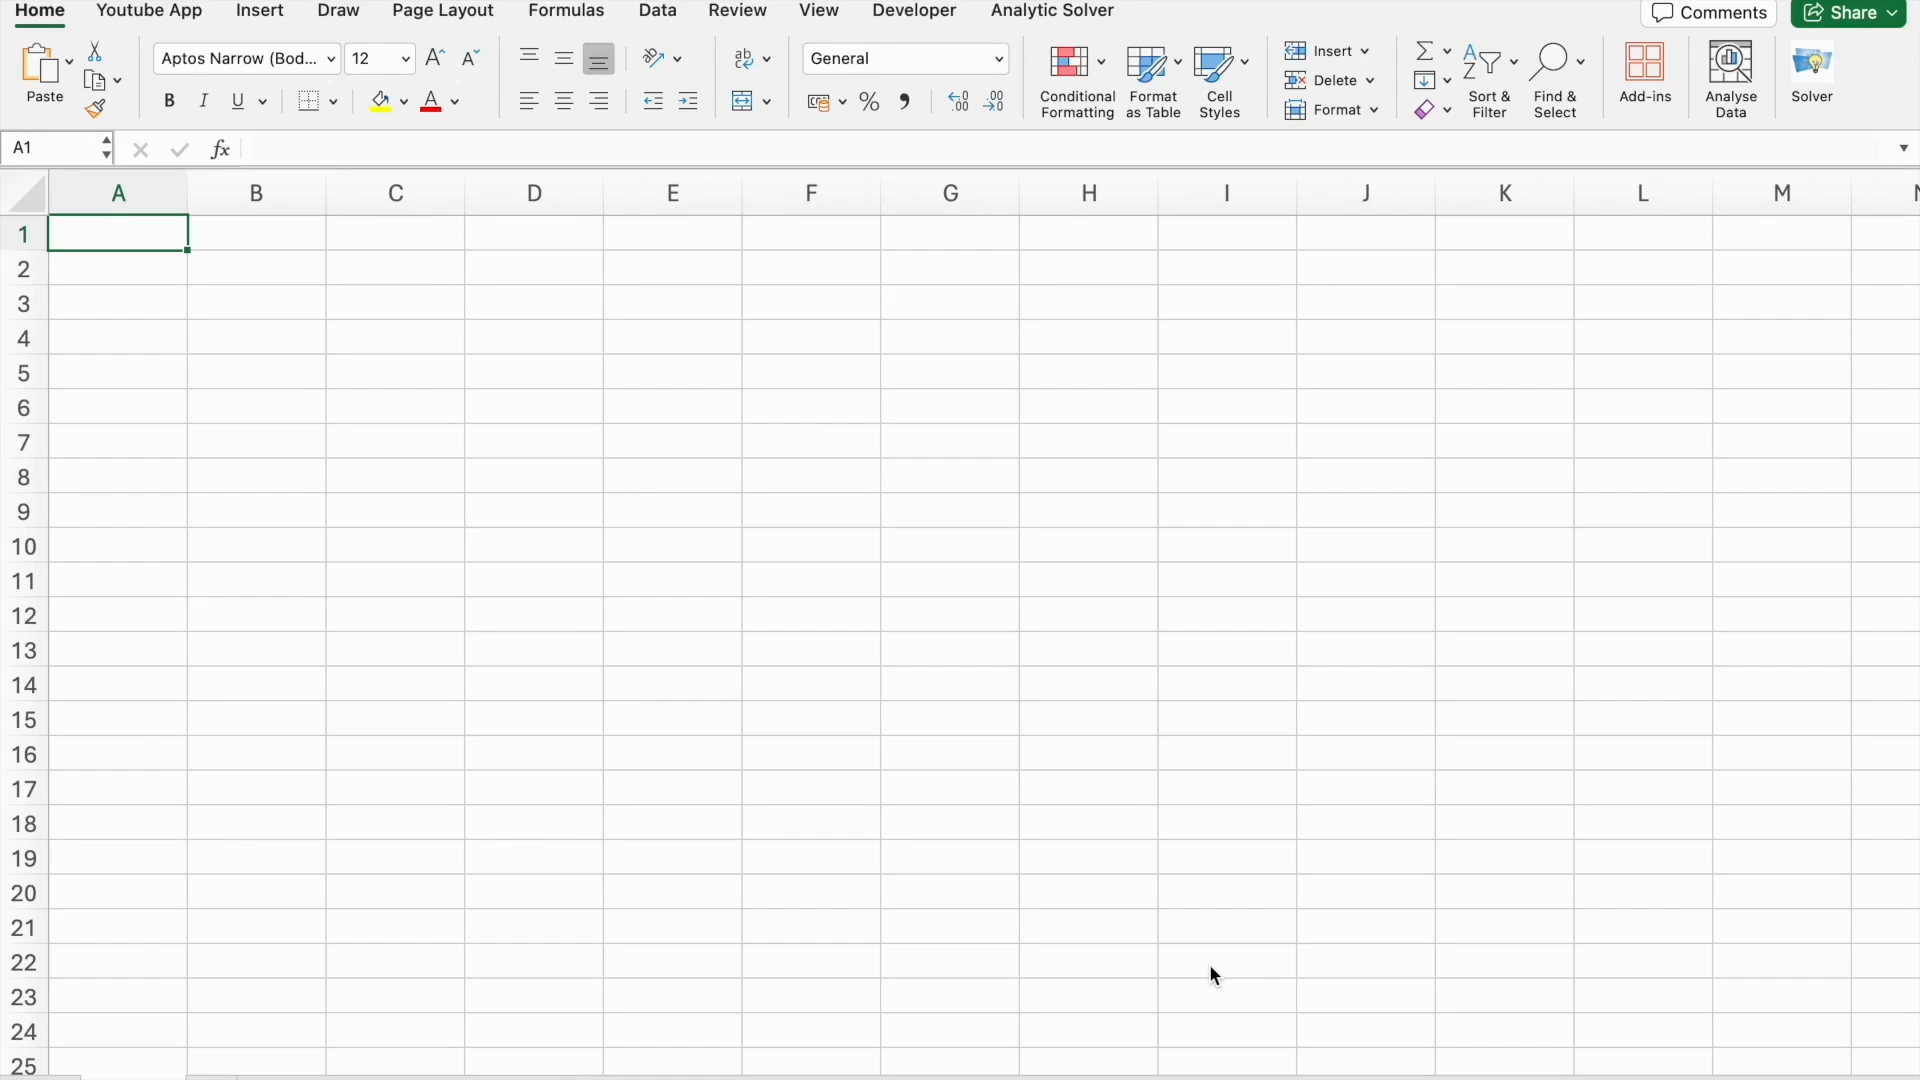 Home Youtube App Insert Draw Page Layout Formulas Data Review View Developer Analytic Solver Comments Share
Paste
Aptos Narrow (Bod... 12
B I U
General
Conditional Formatting
Format as Table
Cell Styles
Insert
Delete
Format
Sort & Filter
Find & Select
Add-ins
Analyse Data
Solver
A1 fx
A B C D E F G H I J K L M
1
2
3
4
5
6
7
8
9
10
11
12
13
14
15
16
17
18
19
20
21
22
23
24
25